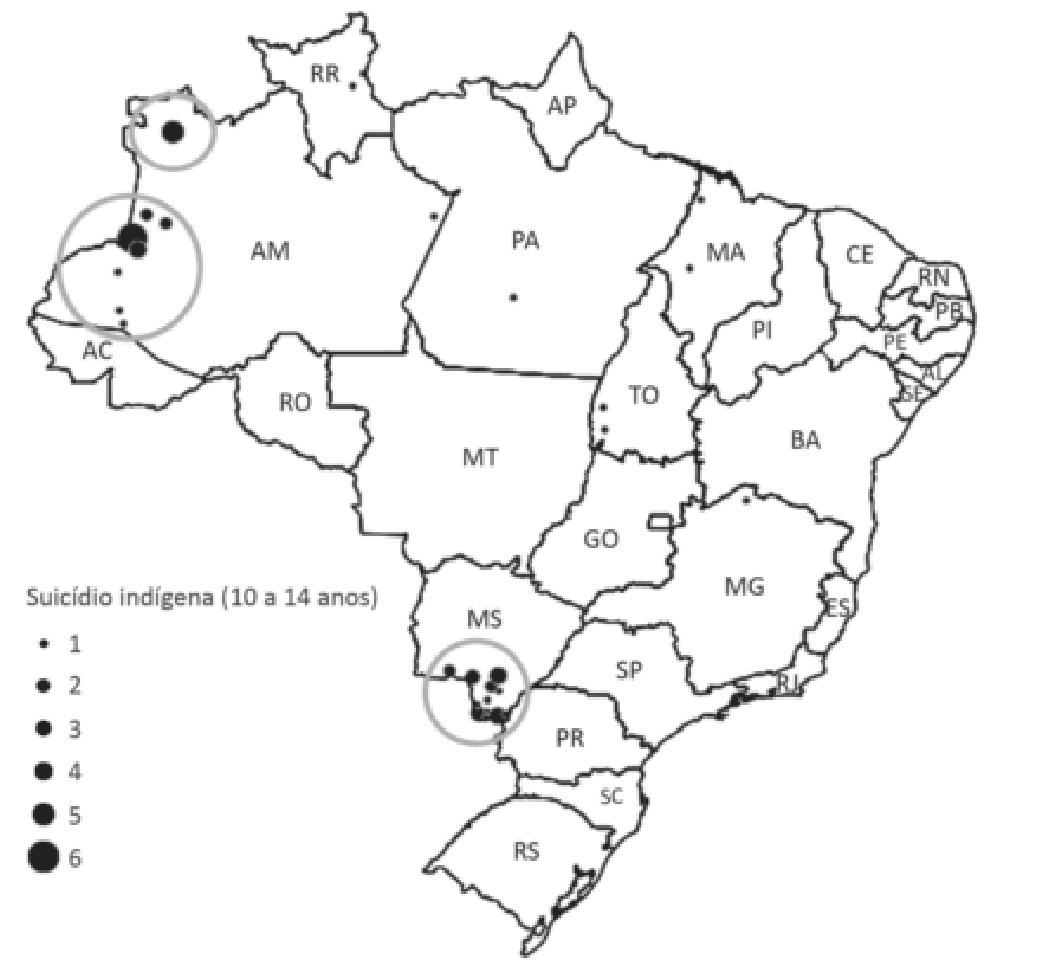 RR
AP
AM
PA
MA
CE
RN
PB
PI
PE
AC
AL
SE
TO
RO
BA
MT
GO
MG
ES
Suicídio indígena (10 a 14 anos)
MS
1
SP
2
RJ
3
PR
4
SC
5
RS
6